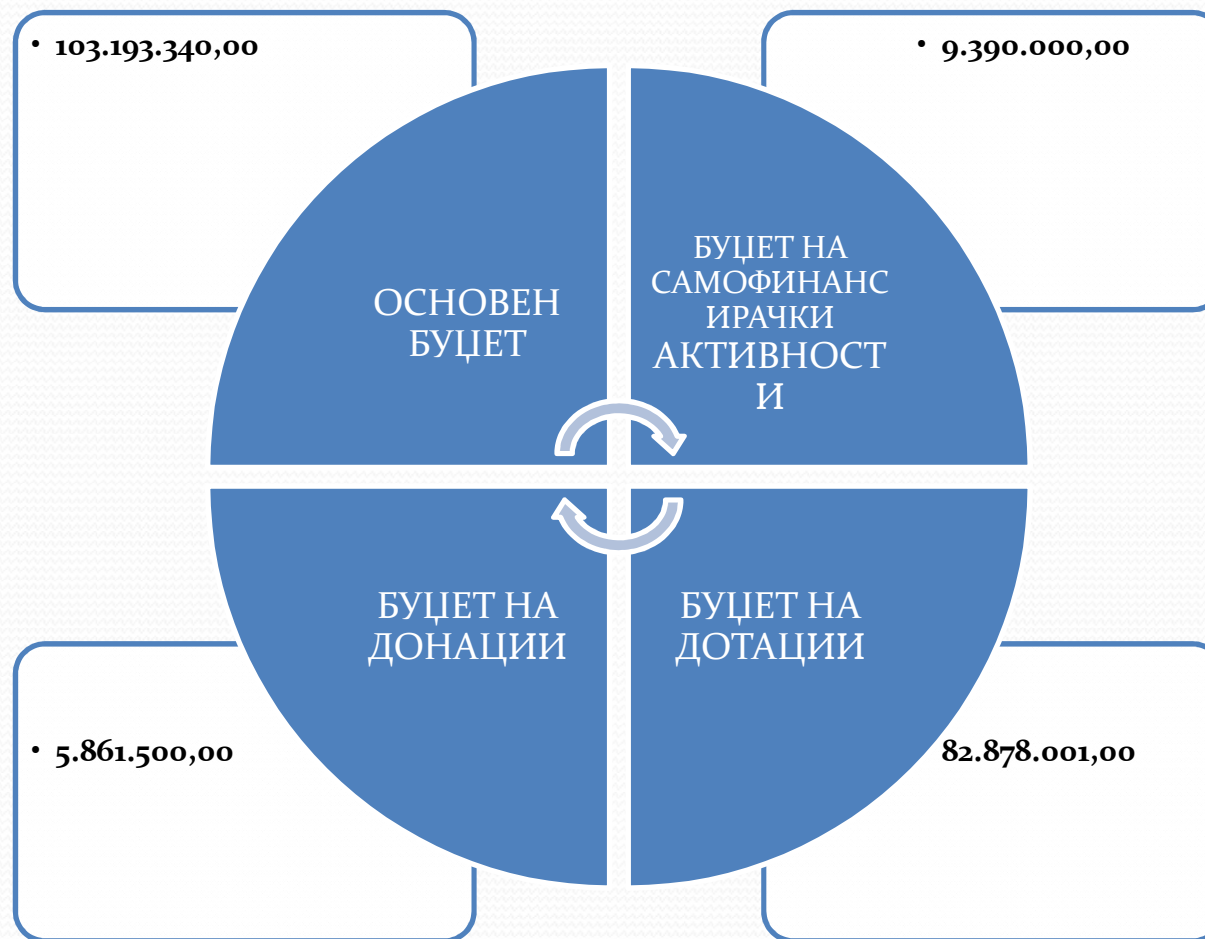 • 103.193.340,00
• 9.390.000,00
ОСНОВЕН
БУЏЕТ
БУЏЕТ НА
САМОФИНАНС
ИРАЧКИ
АКТИВНОСТ
И
БУЏЕТ НА
ДОНАЦИИ
БУЏЕТ НА
ДОТАЦИИ
• 5.861.500,00
82.878.001,00